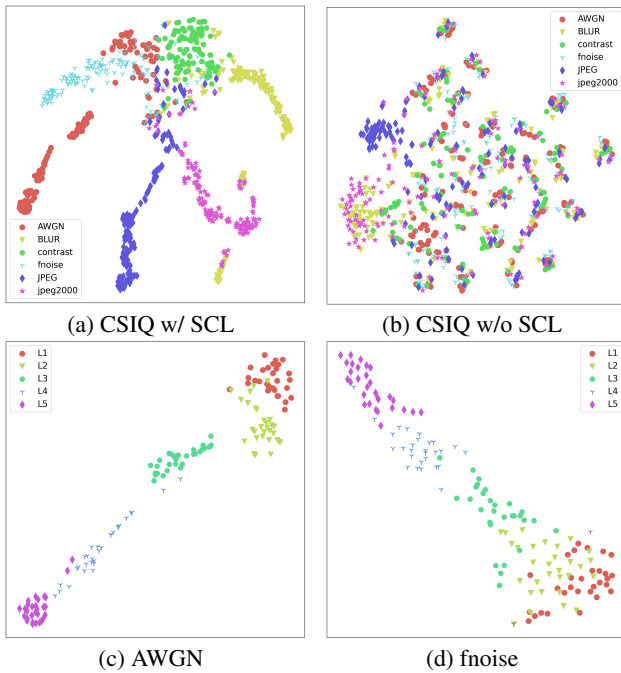 AWGN
BLUR
contrast
fnoise
JPEG
jpeg2000
AWGN
BLUR
contrast
fnoise
JPEG
jpeg2000
(a) CSIQ w/ SCL
(b) CSIQ w/o SCL
L1
L2
L3
L4
L5
L1
L2
L3
L4
L5
(c) AWGN
(d) fnoise